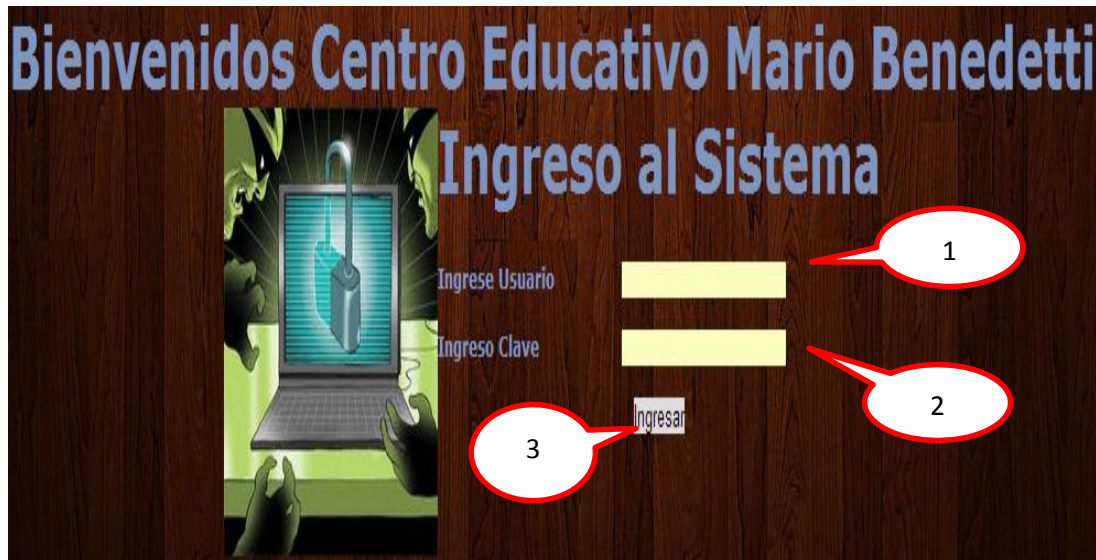 Bienvenidos Centro Educativo Mario Benedetti
Ingreso al Sistema
1
Ingrese Usuario
Ingreso Clave
2
Ingresar
3